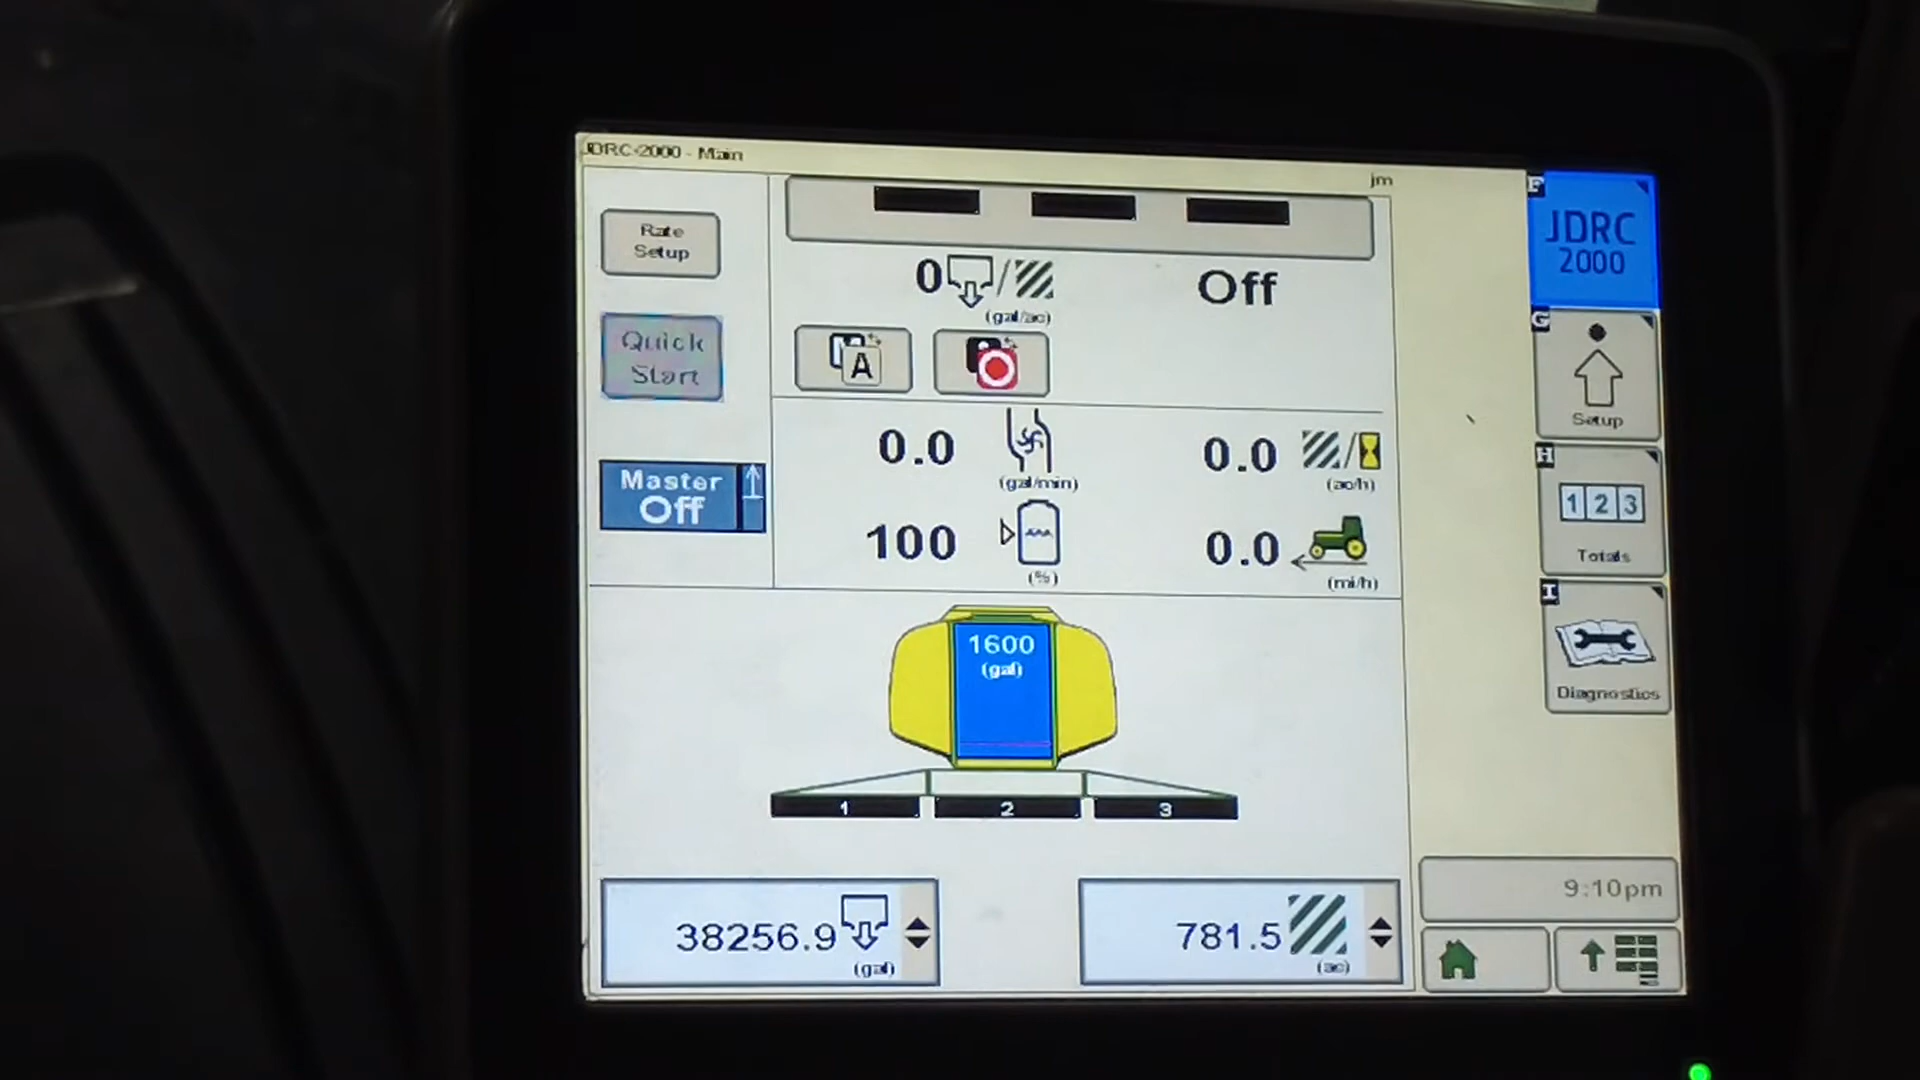 JDRC-2000 - Main
jm
Rate
Setup
0
(gal/ac)
Off
Quick
Start
A
0.0
(gal/min)
0.0
(ac/h)
Master
Off
100
(%)
0.0
(mi/h)
1600
(gal)
1
2
3
38256.9
(gal)
781.5
(ac)
F
JDRC
2000
G
Setup
H
1 2 3
Totals
I
Diagnostics
9:10pm